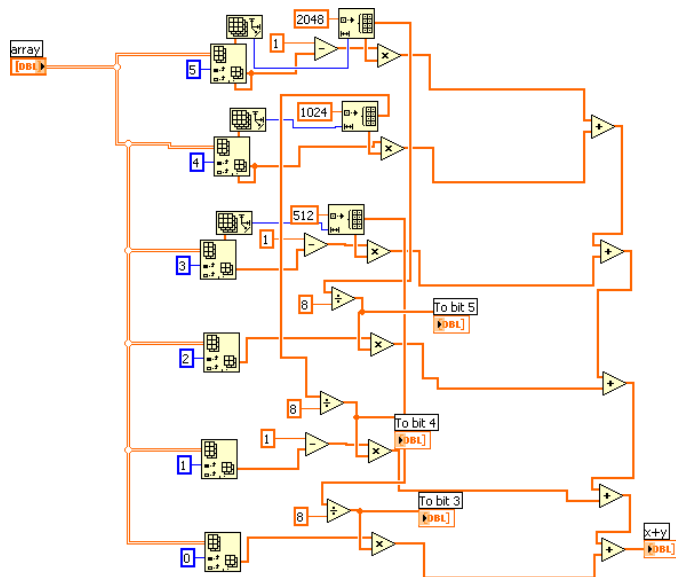 2048
1
array
[DBL]
5
1024
4
512
1
3
8
To bit 5
DBL]
2
8
To bit 4
DBL]
1
1
To bit 3
8
DBL]
x+y
DBL]
0